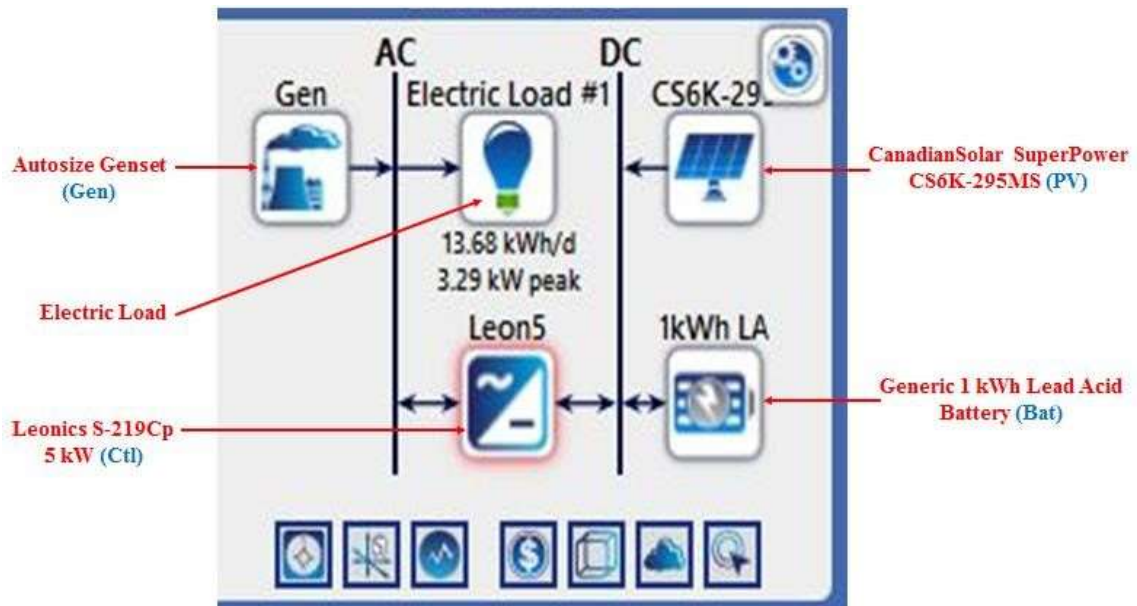 AC
DC
Gen
Electric Load #1
CS6K-29
Autosize Genset
(Gen)
CanadianSolar SuperPower
CS6K-295MS (PV)
13.68 kWh/d
3.29 kW peak
Electric Load
Leon5
1kWh LA
Generic 1 kWh Lead Acid
Battery (Bat)
Leonics S-219Cp
5 kW (Ctl)
$